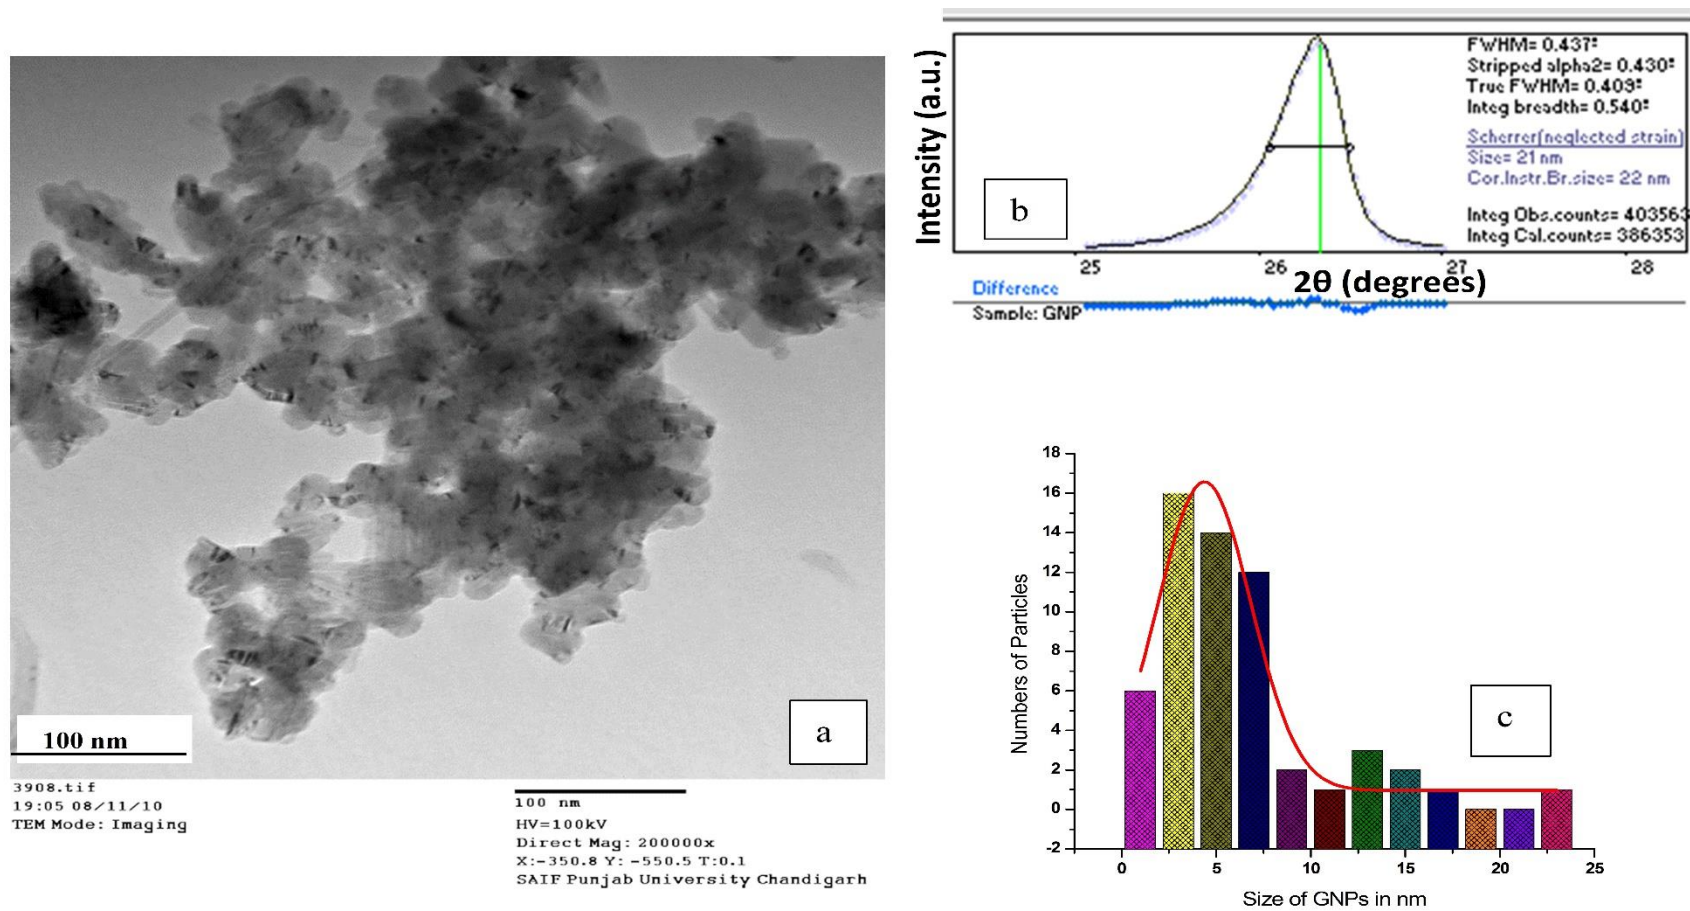 100 nm
a
3908.tif
19:05 08/11/10
TEM Mode: Imaging
100 nm
HV=100kV
Direct Mag: 200000x
X:-350.8 Y: -550.5 T:0.1
SAIF Punjab University Chandigarh
Intensity (a.u.)
b
FWHM= 0.437°
Stripped alpha2= 0.430°
True FWHM= 0.409°
Integ breadth= 0.540°
Scherrer(neglected strain)
Size= 21 nm
Cor.Instr.Br.size= 22 nm
Integ Obs.counts= 403563
Integ Cal.counts= 386353
25 26 27 28
2θ (degrees)
Difference
Sample: GNP
Numbers of Particles
18
16
14
12
10
8
6
4
2
0
-2
c
0 5 10 15 20 25
Size of GNPs in nm